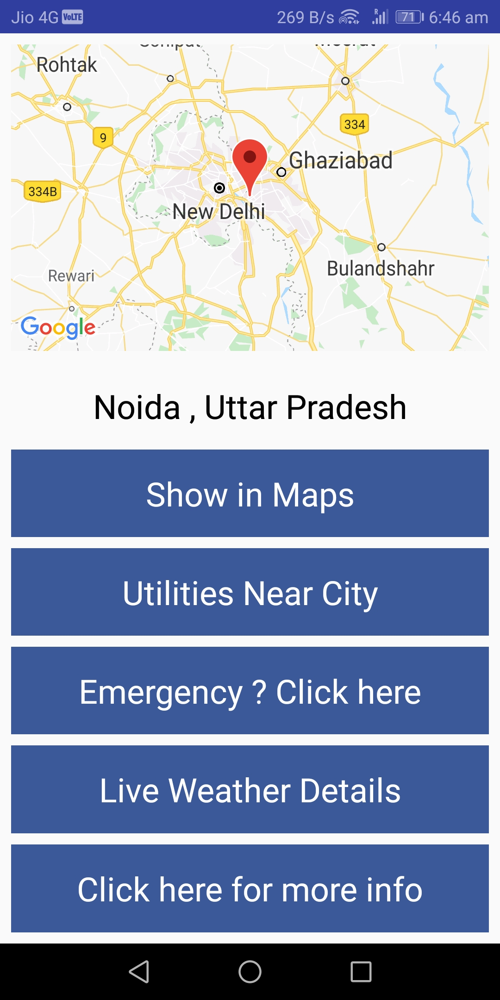 Jio 4G VoLTE 269 B/s R 71 6:46 am
Rohtak
9
334
Ghaziabad
334B
New Delhi
Bulandshahr
Rewari
Google
Noida , Uttar Pradesh
Show in Maps
Utilities Near City
Emergency ? Click here
Live Weather Details
Click here for more info